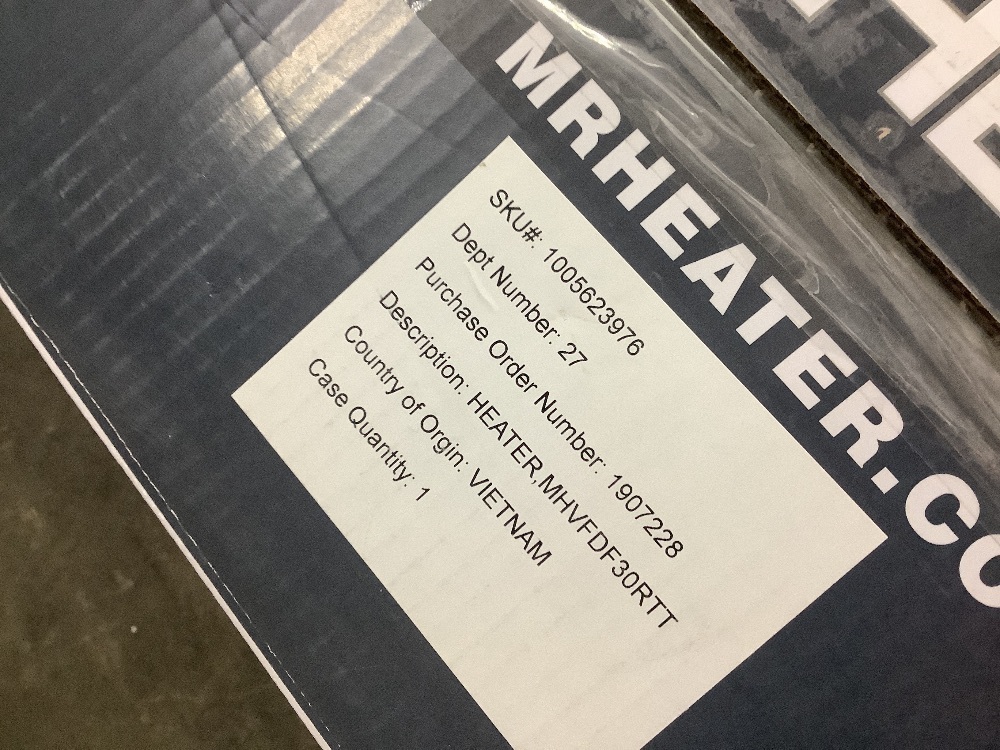 HE
MRHEATER.CO
SKU#: 1005623976
Dept Number: 27
Purchase Order Number: 1907228
Description: HEATER,MHVFDF30RTT
Country of Orgin: VIETNAM
Case Quantity: 1